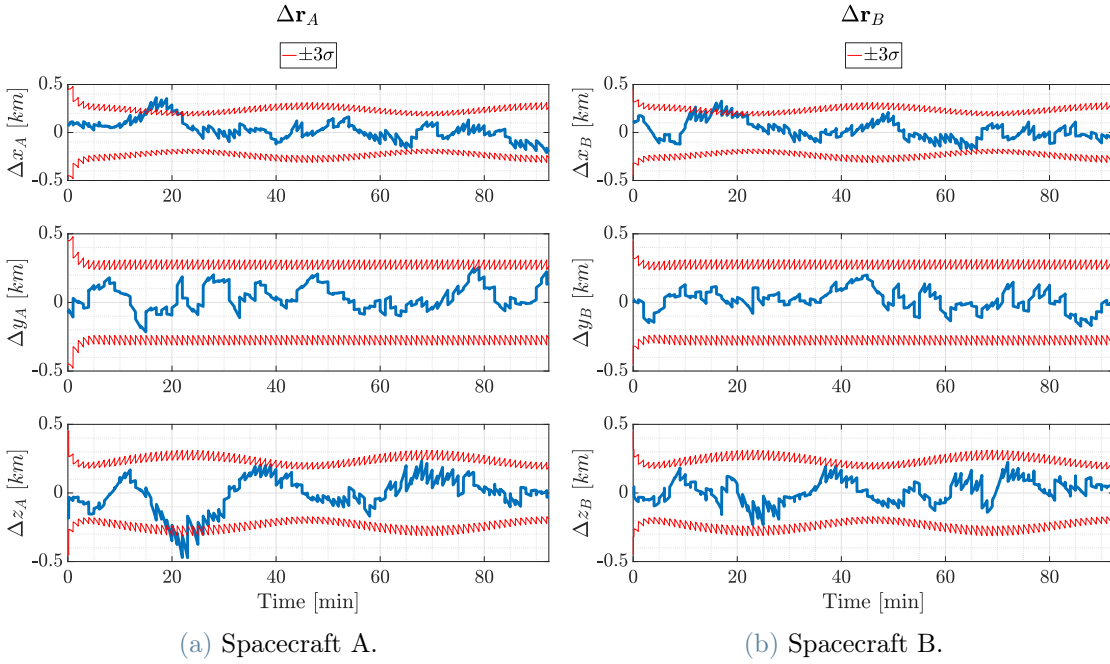 Δr_A
±3σ
Δx_A [km]
0.5
0
-0.5
0 20 40 60 80
Δy_A [km]
0.5
0
-0.5
0 20 40 60 80
Δz_A [km]
0.5
0
-0.5
0 20 40 60 80
Time [min]
(a) Spacecraft A.
Δr_B
±3σ
Δx_B [km]
0.5
0
-0.5
0 20 40 60 80
Δy_B [km]
0.5
0
-0.5
0 20 40 60 80
Δz_B [km]
0.5
0
-0.5
0 20 40 60 80
Time [min]
(b) Spacecraft B.